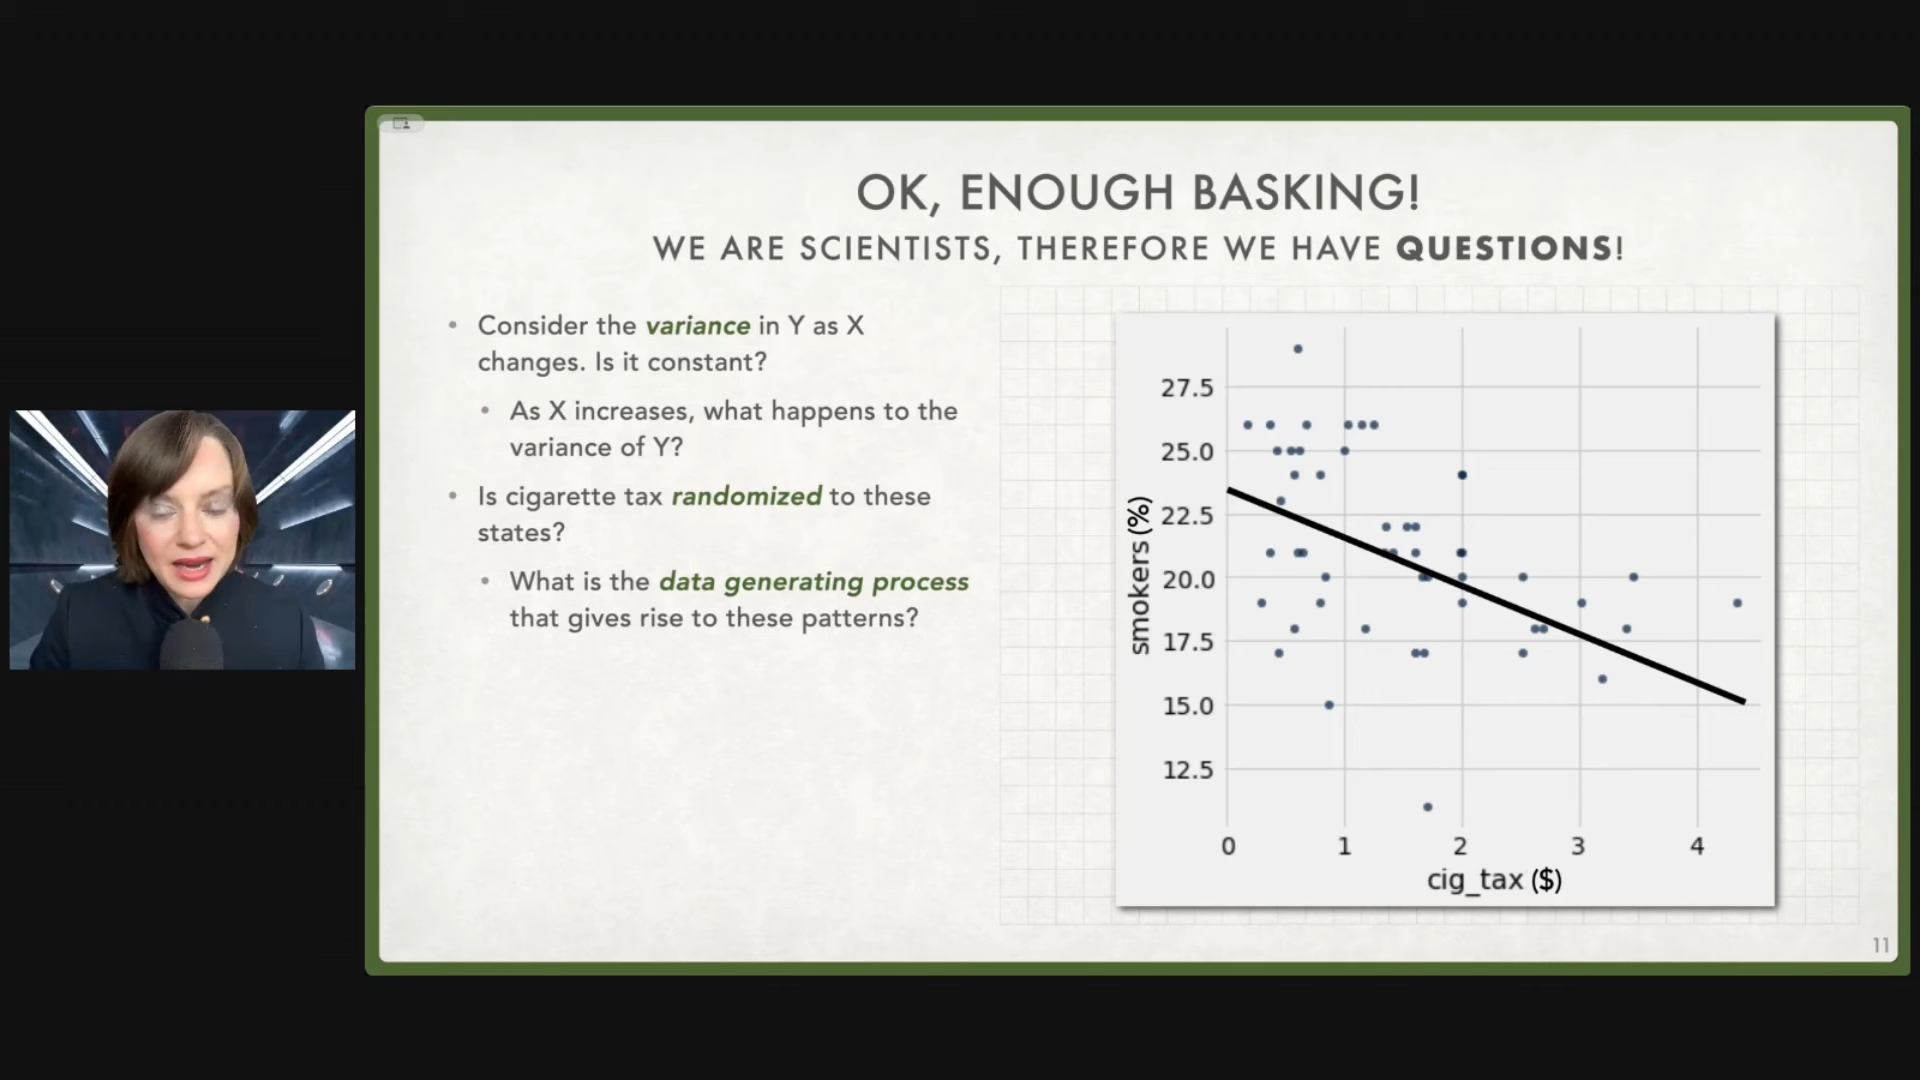 OK, ENOUGH BASKING!
WE ARE SCIENTISTS, THEREFORE WE HAVE QUESTIONS!
• Consider the variance in Y as X
changes. Is it constant?
• As X increases, what happens to the
variance of Y?
• Is cigarette tax randomized to these
states?
• What is the data generating process
that gives rise to these patterns?
27.5
25.0
22.5
20.0
17.5
15.0
12.5
smokers (%)
0 1 2 3 4
cig_tax ($)
11